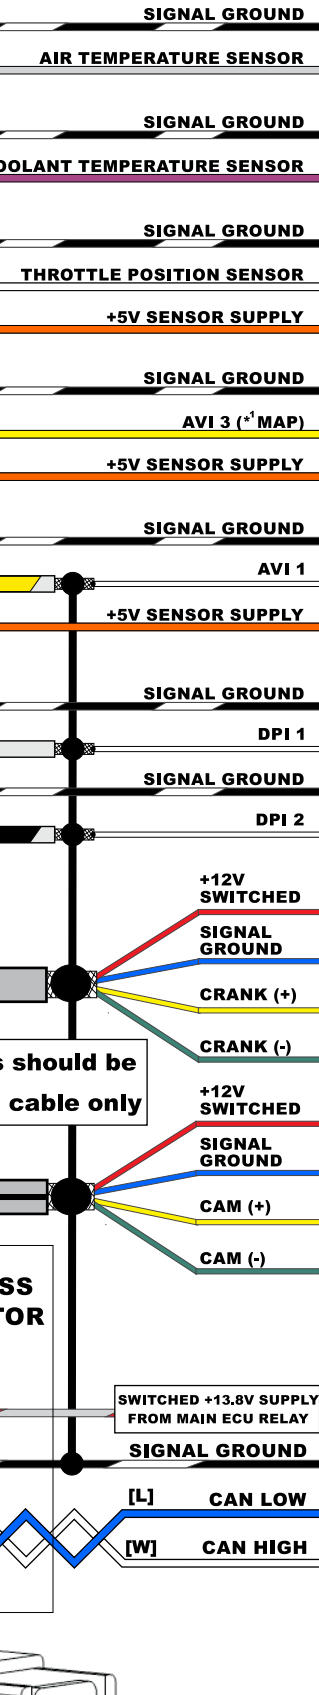 SIGNAL GROUND
AIR TEMPERATURE SENSOR
SIGNAL GROUND
OOLANT TEMPERATURE SENSOR
SIGNAL GROUND
THROTTLE POSITION SENSOR
+5V SENSOR SUPPLY
SIGNAL GROUND
AVI 3 (*¹MAP)
+5V SENSOR SUPPLY
SIGNAL GROUND
AVI 1
+5V SENSOR SUPPLY
SIGNAL GROUND
DPI 1
SIGNAL GROUND
DPI 2
+12V
SWITCHED
SIGNAL
GROUND
CRANK (+)
CRANK (-)
s should be
cable only
+12V
SWITCHED
SIGNAL
GROUND
CAM (+)
CAM (-)
SS
TOR
SWITCHED +13.8V SUPPLY
FROM MAIN ECU RELAY
SIGNAL GROUND
[L] CAN LOW
[W] CAN HIGH